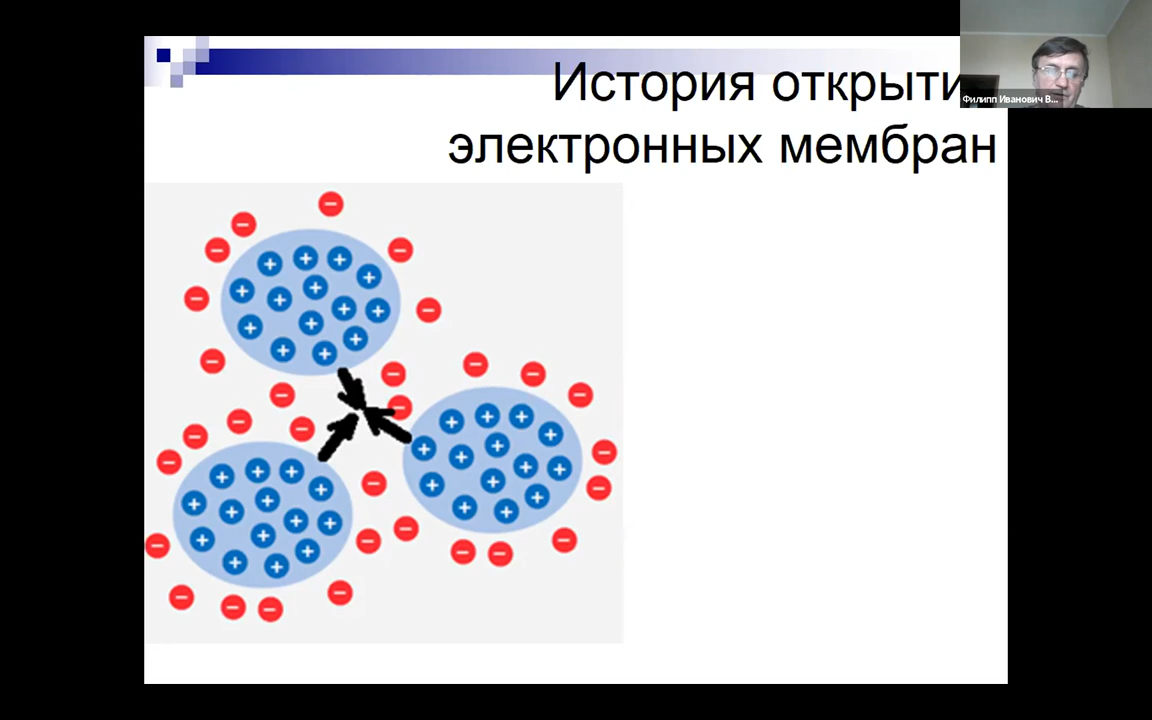 История открыти
электронных мембран
Филипп Иванович В...